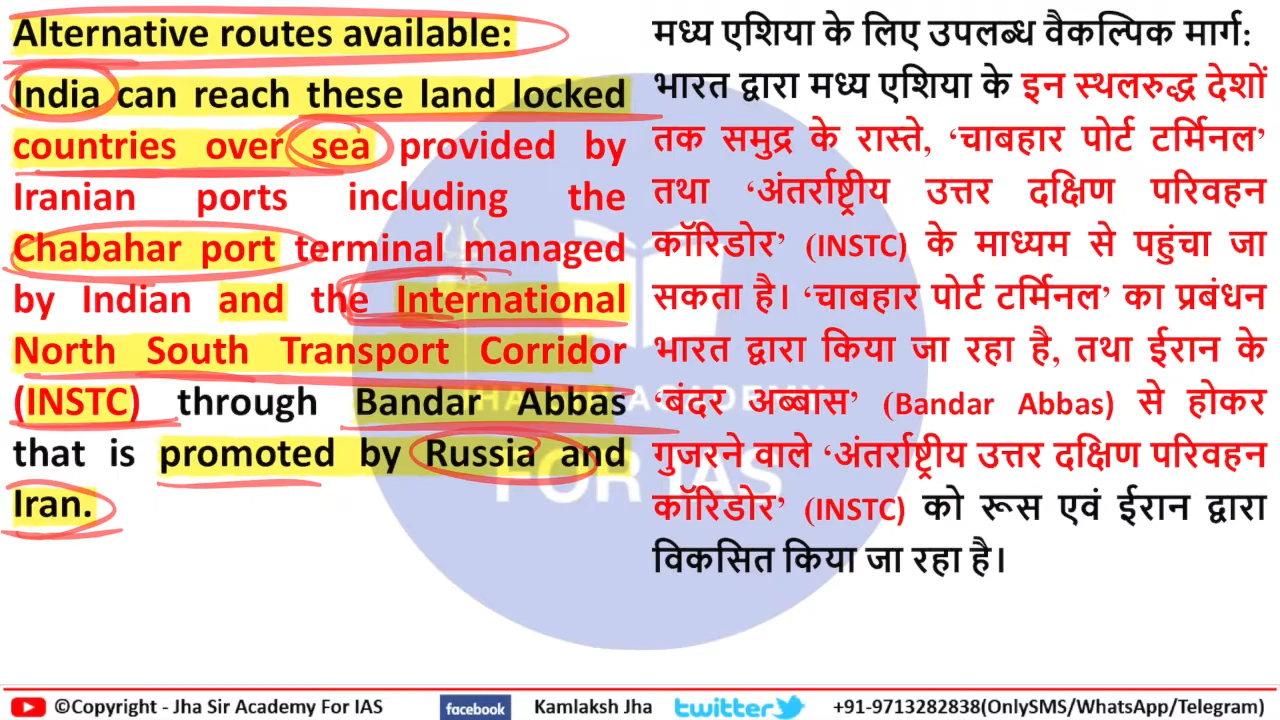 Alternative routes available:
India can reach these land locked
countries over sea provided by
Iranian ports including the
Chabahar port terminal managed
by Indian and the International
North South Transport Corridor
(INSTC) through Bandar Abbas
that is promoted by Russia and
Iran.
मध्य एशिया के लिए उपलब्ध वैकल्पिक मार्ग:
भारत द्वारा मध्य एशिया के इन स्थलरुद्ध देशों
तक समुद्र के रास्ते, ‘चाबहार पोर्ट टर्मिनल’
तथा ‘अंतर्राष्ट्रीय उत्तर दक्षिण परिवहन
कॉरिडोर’ (INSTC) के माध्यम से पहुंचा जा
सकता है। ‘चाबहार पोर्ट टर्मिनल’ का प्रबंधन
भारत द्वारा किया जा रहा है, तथा ईरान के
‘बंदर अब्बास’ (Bandar Abbas) से होकर
गुजरने वाले ‘अंतर्राष्ट्रीय उत्तर दक्षिण परिवहन
कॉरिडोर’ (INSTC) को रूस एवं ईरान द्वारा
विकसित किया जा रहा है।
FOR IAS
©Copyright - Jha Sir Academy For IAS facebook Kamlaksh Jha twitter +91-9713282838(OnlySMS/WhatsApp/Telegram)